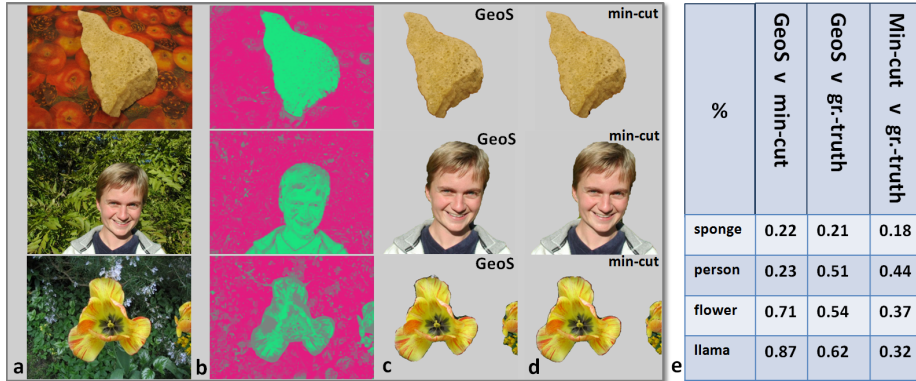 GeoS
min-cut
GeoS
min-cut
GeoS
min-cut
a
b
c
d
e
% GeoS v min-cut GeoS v gr.-truth Min-cut v gr.-truth
sponge 0.22 0.21 0.18
person 0.23 0.51 0.44
flower 0.71 0.54 0.37
llama 0.87 0.62 0.32